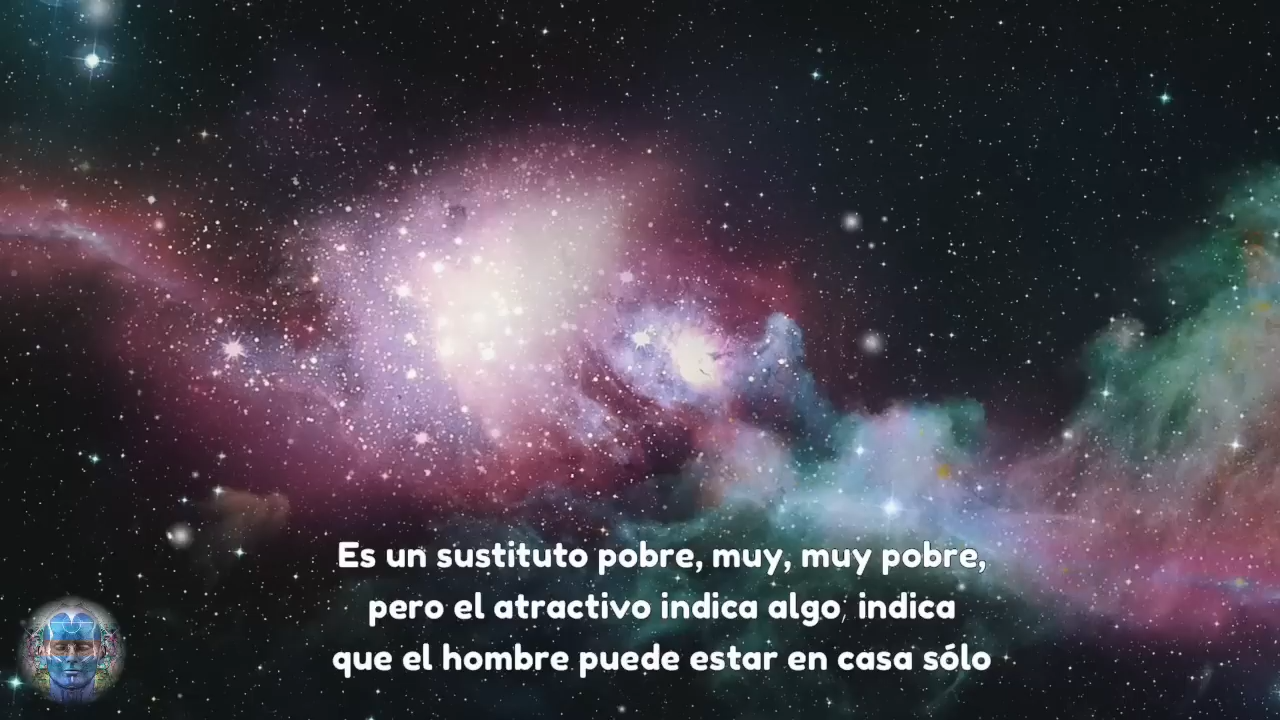 Es un sustituto pobre, muy, muy pobre,
pero el atractivo indica algo, indica
que el hombre puede estar en casa sólo